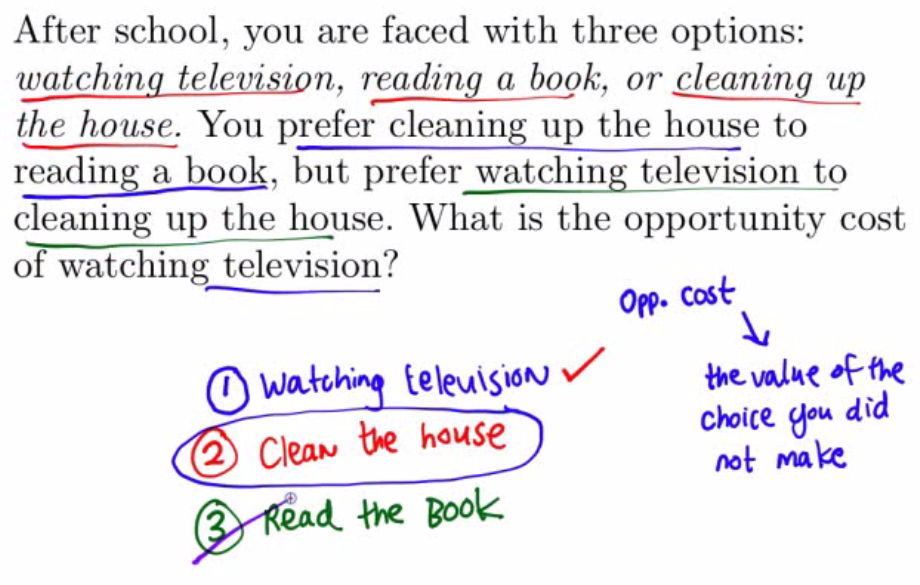 After school, you are faced with three options:
watching television, reading a book, or cleaning up
the house. You prefer cleaning up the house to
reading a book, but prefer watching television to
cleaning up the house. What is the opportunity cost
of watching television?
Opp. cost
① Watching television ✓
the value of the
choice you did
not make
② Clean the house
③ Read the Book